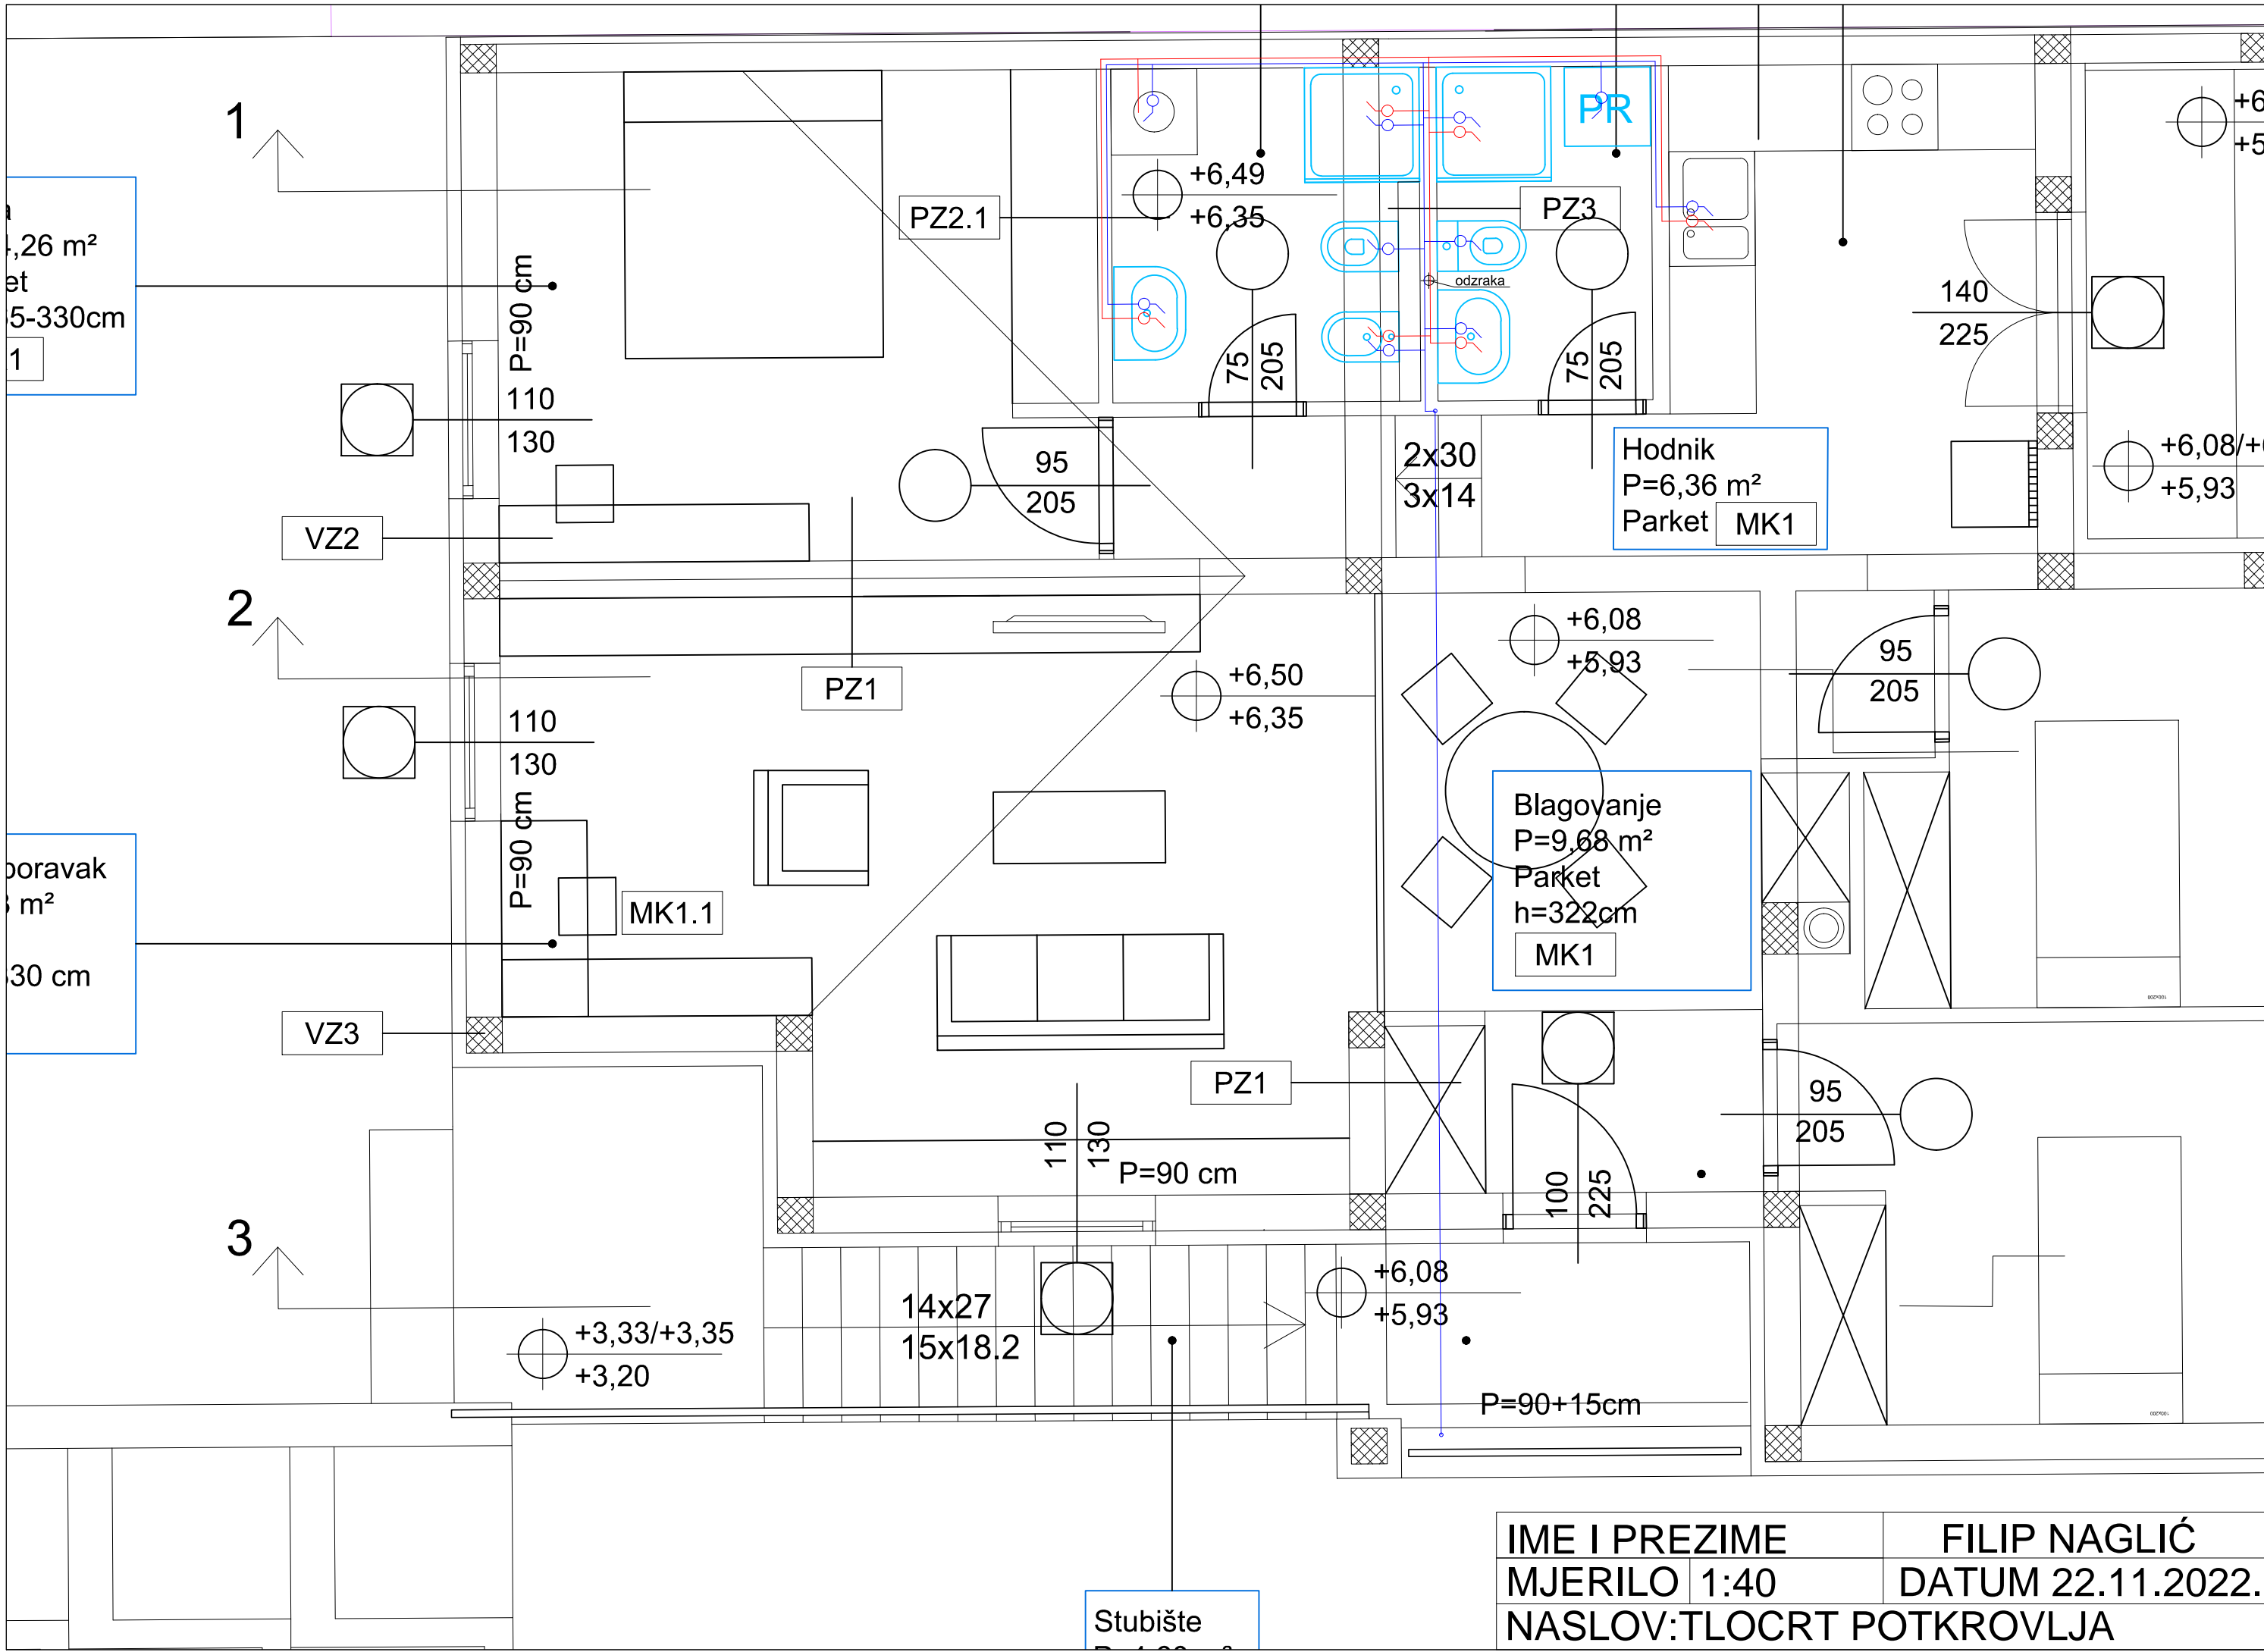 1
4,26 m²
35-330cm
1
P=90 cm
110
130
VZ2
PZ2.1
+6,49
+6,35
PZ3
PR
odzraka
75
205
75
205
95
205
2x30
3x14
Hodnik
P=6,36 m²
Parket MK1
140
225
+5
+6,08/+6
+5,93
2
PZ1
110
130
P=90 cm
+6,50
+6,35
+6,08
+5,93
95
205
MK1.1
Blagovanje
P=9,68 m²
Parket
h=322cm
MK1
boravak
m²
330 cm
VZ3
PZ1
110
130
P=90 cm
100
225
95
205
3
+3,33/+3,35
+3,20
14x27
15x18.2
+6,08
+5,93
P=90+15cm
Stubište
IME I PREZIME FILIP NAGLIĆ
MJERILO 1:40 DATUM 22.11.2022.
NASLOV:TLOCRT POTKROVLJA